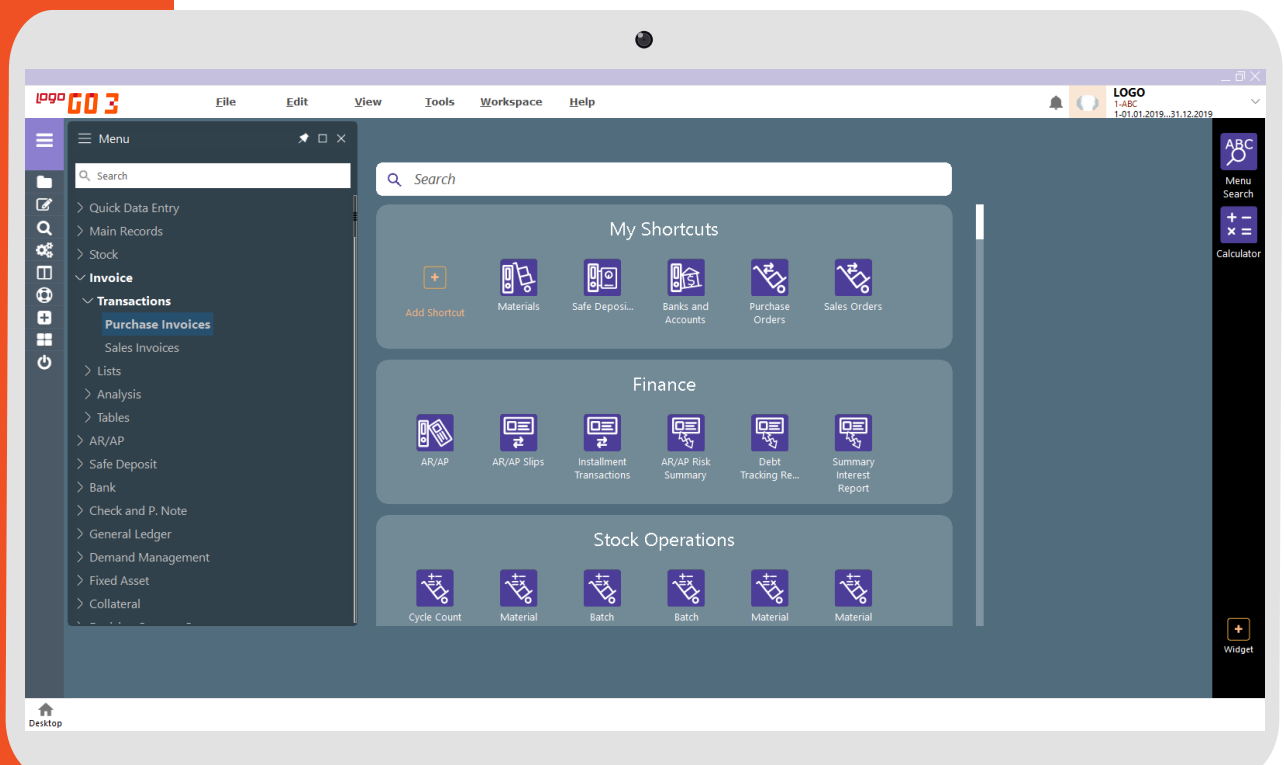 LOGO GO 3
File Edit View Tools Workspace Help
LOGO
1-ABC
1-01.01.2019...31.12.2019
Menu
Search
Quick Data Entry
Main Records
Stock
Invoice
Transactions
Purchase Invoices
Sales Invoices
Lists
Analysis
Tables
AR/AP
Safe Deposit
Bank
Check and P. Note
General Ledger
Demand Management
Fixed Asset
Collateral
Search
My Shortcuts
Add Shortcut
Materials
Safe Deposi...
Banks and
Accounts
Purchase
Orders
Sales Orders
Finance
AR/AP
AR/AP Slips
Installment
Transactions
AR/AP Risk
Summary
Debt
Tracking Re...
Summary
Interest
Report
Stock Operations
Cycle Count
Material
Batch
Batch
Material
Material
ABC
Menu
Search
Calculator
Widget
Desktop